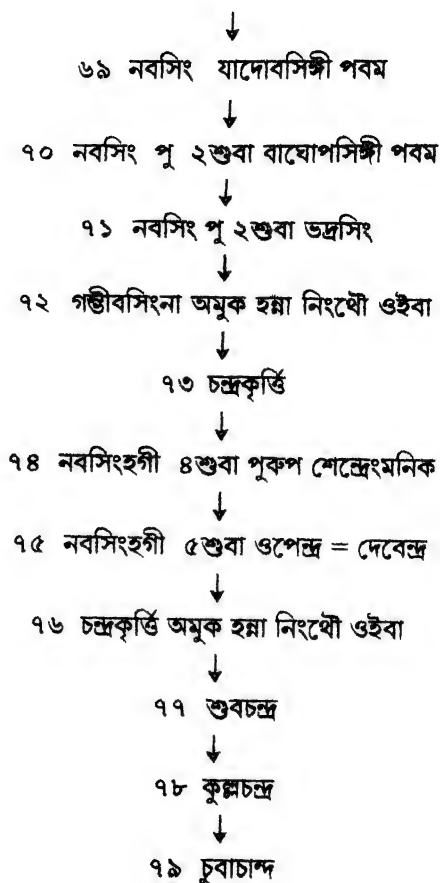 ↓
৬৯ নবসিং যাদোবসিঙ্গী পবম
↓
৭০ নবসিং পু ২শুবা বাঘোপসিঙ্গী পবম
↓
৭১ নবসিং পু ২শুবা ভদ্রসিং
↓
৭২ গম্ভীবসিংনা অমুক হন্না নিংথৌ ওইবা
↓
৭৩ চন্দ্রকৃর্ত্তি
↓
৭৪ নবসিংহগী ৪শুবা পুরুপ শেন্দ্রেংমনিক
↓
৭৫ নবসিংহগী ৫শুবা ওপেন্দ্র = দেবেন্দ্র
↓
৭৬ চন্দ্রকৃর্ত্তি অমুক হন্না নিংথৌ ওইবা
↓
৭৭ শুবচন্দ্র
↓
৭৮ কুল্লচন্দ্র
↓
৭৯ চুবাচান্দ